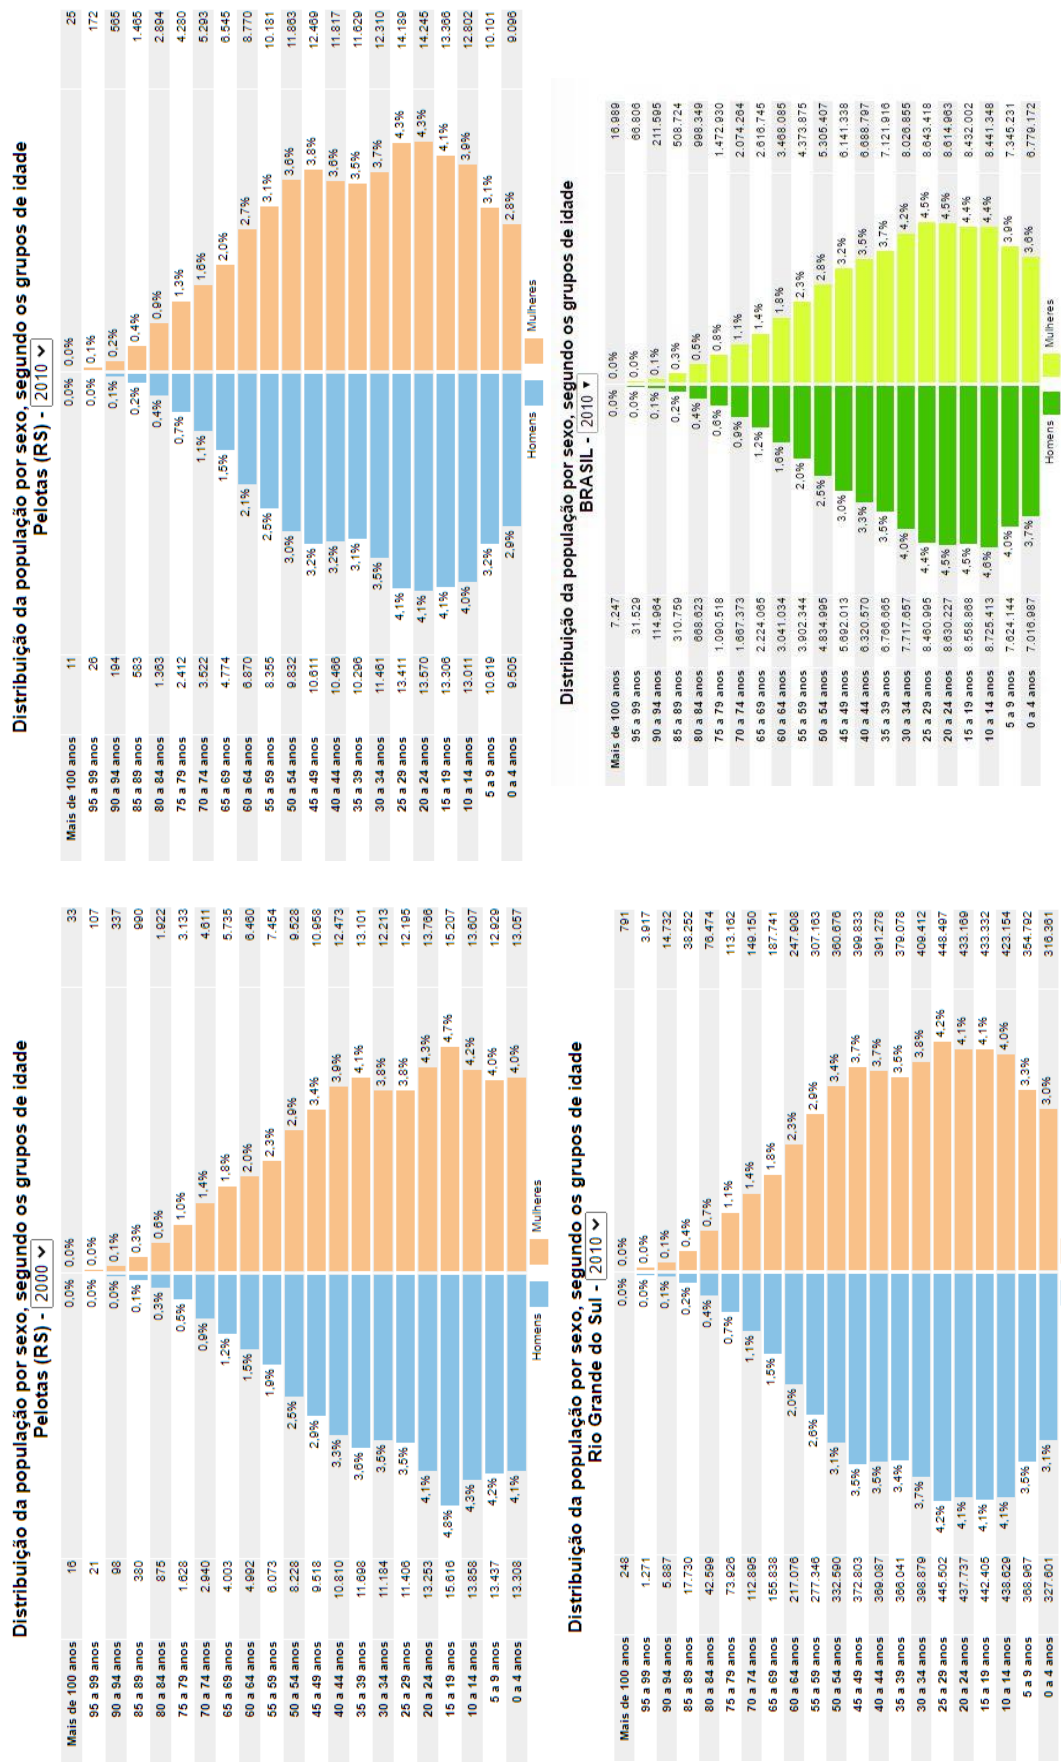 Distribuição da população por sexo, segundo os grupos de idade
Pelotas (RS) - 2000
Mais de 100 anos 16 0,0% 0,0% 33
95 a 99 anos 21 0,0% 0,0% 107
90 a 94 anos 98 0,0% 0,1% 337
85 a 89 anos 380 0,1% 0,3% 990
80 a 84 anos 875 0,3% 0,6% 1.922
75 a 79 anos 1.628 0,5% 1,0% 3.133
70 a 74 anos 2.940 0,9% 1,4% 4.611
65 a 69 anos 4.003 1,2% 1,8% 5.735
60 a 64 anos 4.992 1,5% 2,0% 6.460
55 a 59 anos 6.073 1,9% 2,3% 7.454
50 a 54 anos 8.228 2,5% 2,9% 9.528
45 a 49 anos 9.518 2,9% 3,4% 10.958
40 a 44 anos 10.810 3,3% 3,9% 12.473
35 a 39 anos 11.698 3,6% 4,1% 13.101
30 a 34 anos 11.184 3,5% 3,8% 12.213
25 a 29 anos 11.406 3,5% 3,8% 12.195
20 a 24 anos 13.253 4,1% 4,3% 13.766
15 a 19 anos 15.616 4,8% 4,7% 15.207
10 a 14 anos 13.858 4,3% 4,2% 13.607
5 a 9 anos 13.437 4,2% 4,0% 12.929
0 a 4 anos 13.308 4,1% 4,0% 13.057
Homens Mulheres
Distribuição da população por sexo, segundo os grupos de idade
Pelotas (RS) - 2010
Mais de 100 anos 11 0,0% 0,0% 25
95 a 99 anos 26 0,0% 0,1% 172
90 a 94 anos 194 0,1% 0,2% 565
85 a 89 anos 583 0,2% 0,4% 1.465
80 a 84 anos 1.363 0,4% 0,9% 2.894
75 a 79 anos 2.412 0,7% 1,3% 4.280
70 a 74 anos 3.522 1,1% 1,6% 5.293
65 a 69 anos 4.774 1,5% 2,0% 6.545
60 a 64 anos 6.870 2,1% 2,7% 8.770
55 a 59 anos 8.355 2,5% 3,1% 10.181
50 a 54 anos 9.832 3,0% 3,6% 11.863
45 a 49 anos 10.611 3,2% 3,8% 12.469
40 a 44 anos 10.466 3,2% 3,6% 11.817
35 a 39 anos 10.296 3,1% 3,5% 11.629
30 a 34 anos 11.461 3,5% 3,7% 12.310
25 a 29 anos 13.411 4,1% 4,3% 14.189
20 a 24 anos 13.570 4,1% 4,3% 14.245
15 a 19 anos 13.306 4,1% 4,1% 13.366
10 a 14 anos 13.011 4,0% 3,9% 12.802
5 a 9 anos 10.619 3,2% 3,1% 10.101
0 a 4 anos 9.505 2,9% 2,8% 9.096
Homens Mulheres
Distribuição da população por sexo, segundo os grupos de idade
Rio Grande do Sul - 2010
Mais de 100 anos 248 0,0% 0,0% 791
95 a 99 anos 1.271 0,0% 0,0% 3.917
90 a 94 anos 5.887 0,1% 0,1% 14.732
85 a 89 anos 17.730 0,2% 0,4% 38.252
80 a 84 anos 42.599 0,4% 0,7% 76.474
75 a 79 anos 73.926 0,7% 1,1% 113.162
70 a 74 anos 112.895 1,1% 1,4% 149.150
65 a 69 anos 155.838 1,5% 1,8% 187.741
60 a 64 anos 217.076 2,0% 2,3% 247.908
55 a 59 anos 277.346 2,6% 2,9% 307.163
50 a 54 anos 332.590 3,1% 3,4% 360.676
45 a 49 anos 372.803 3,5% 3,7% 399.833
40 a 44 anos 369.087 3,5% 3,7% 391.278
35 a 39 anos 366.041 3,4% 3,5% 379.078
30 a 34 anos 398.879 3,7% 3,8% 409.412
25 a 29 anos 445.502 4,2% 4,2% 448.497
20 a 24 anos 437.737 4,1% 4,1% 433.169
15 a 19 anos 442.405 4,1% 4,1% 433.332
10 a 14 anos 438.629 4,1% 4,0% 423.154
5 a 9 anos 368.967 3,5% 3,3% 354.792
0 a 4 anos 327.601 3,1% 3,0% 316.361
Distribuição da população por sexo, segundo os grupos de idade
BRASIL - 2010
Mais de 100 anos 7.247 0,0% 0,0% 16.989
95 a 99 anos 31.529 0,0% 0,0% 66.806
90 a 94 anos 114.964 0,1% 0,1% 211.595
85 a 89 anos 310.759 0,2% 0,3% 508.724
80 a 84 anos 668.623 0,4% 0,5% 998.349
75 a 79 anos 1.090.518 0,6% 0,8% 1.472.930
70 a 74 anos 1.667.373 0,9% 1,1% 2.074.264
65 a 69 anos 2.224.065 1,2% 1,4% 2.616.745
60 a 64 anos 3.041.034 1,6% 1,8% 3.468.085
55 a 59 anos 3.902.344 2,0% 2,3% 4.373.875
50 a 54 anos 4.834.995 2,5% 2,8% 5.305.407
45 a 49 anos 5.692.013 3,0% 3,2% 6.141.338
40 a 44 anos 6.320.570 3,3% 3,5% 6.688.797
35 a 39 anos 6.766.665 3,5% 3,7% 7.121.916
30 a 34 anos 7.717.657 4,0% 4,2% 8.026.855
25 a 29 anos 8.460.995 4,4% 4,5% 8.643.418
20 a 24 anos 8.630.227 4,5% 4,5% 8.614.963
15 a 19 anos 8.558.868 4,5% 4,4% 8.432.002
10 a 14 anos 8.725.413 4,6% 4,4% 8.441.348
5 a 9 anos 7.624.144 4,0% 3,9% 7.345.231
0 a 4 anos 7.016.987 3,7% 3,6% 6.779.172
Homens Mulheres